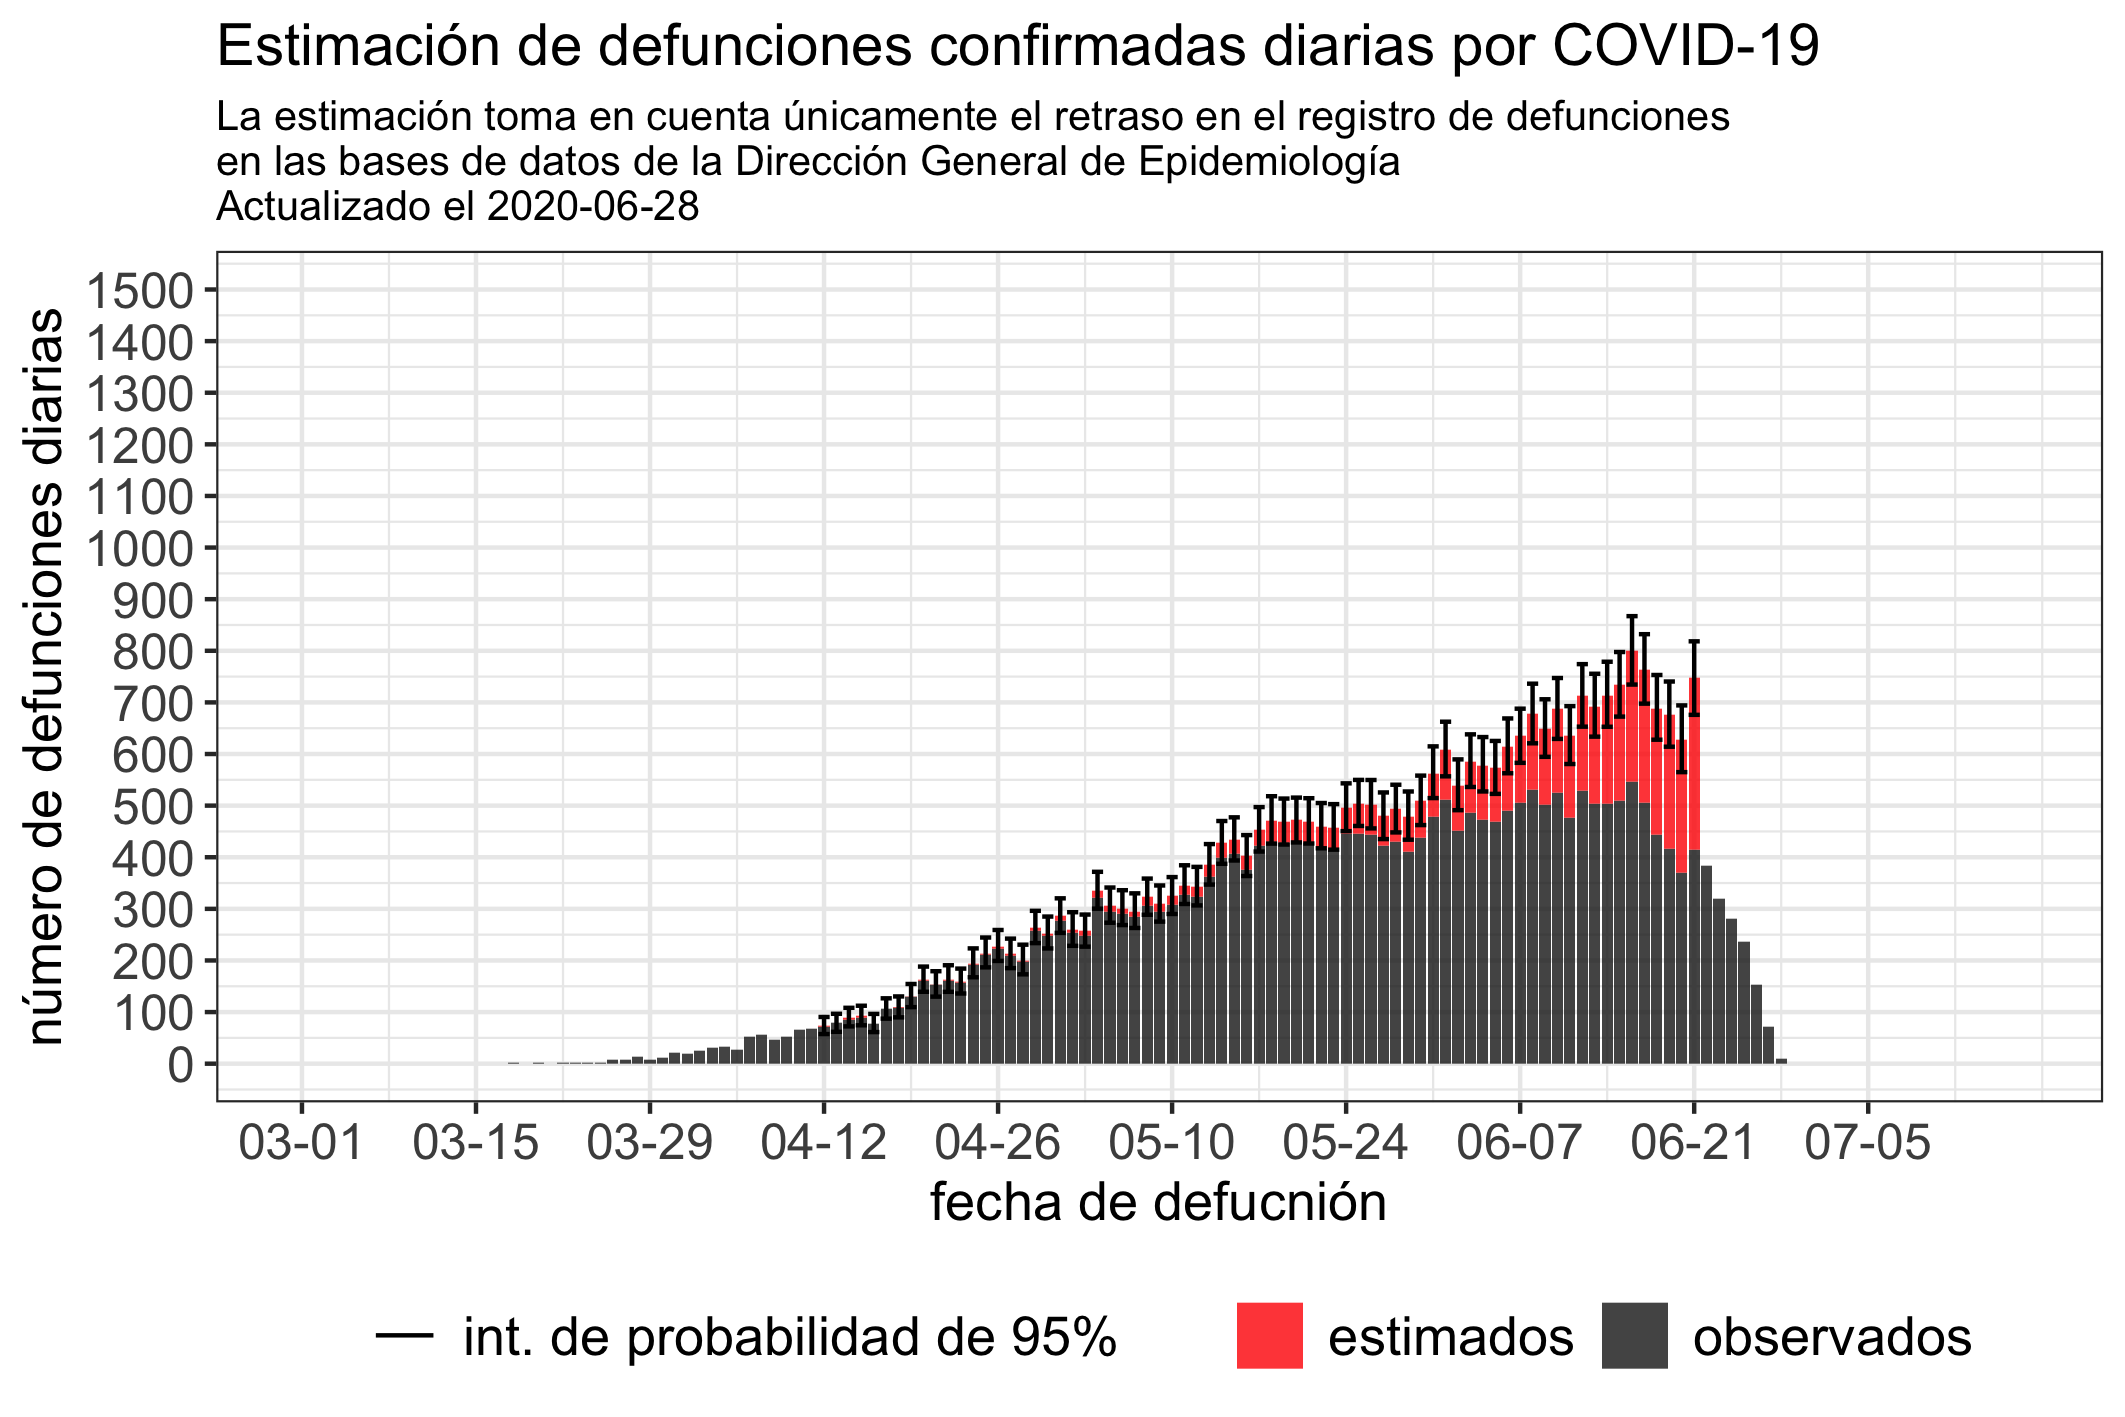 Estimación de defunciones confirmadas diarias por COVID-19
La estimación toma en cuenta únicamente el retraso en el registro de defunciones
en las bases de datos de la Dirección General de Epidemiología
Actualizado el 2020-06-28
número de defunciones diarias
1500
1400
1300
1200
1100
1000
900
800
700
600
500
400
300
200
100
0
03-01 03-15 03-29 04-12 04-26 05-10 05-24 06-07 06-21 07-05
fecha de defucnión
int. de probabilidad de 95% estimados observados